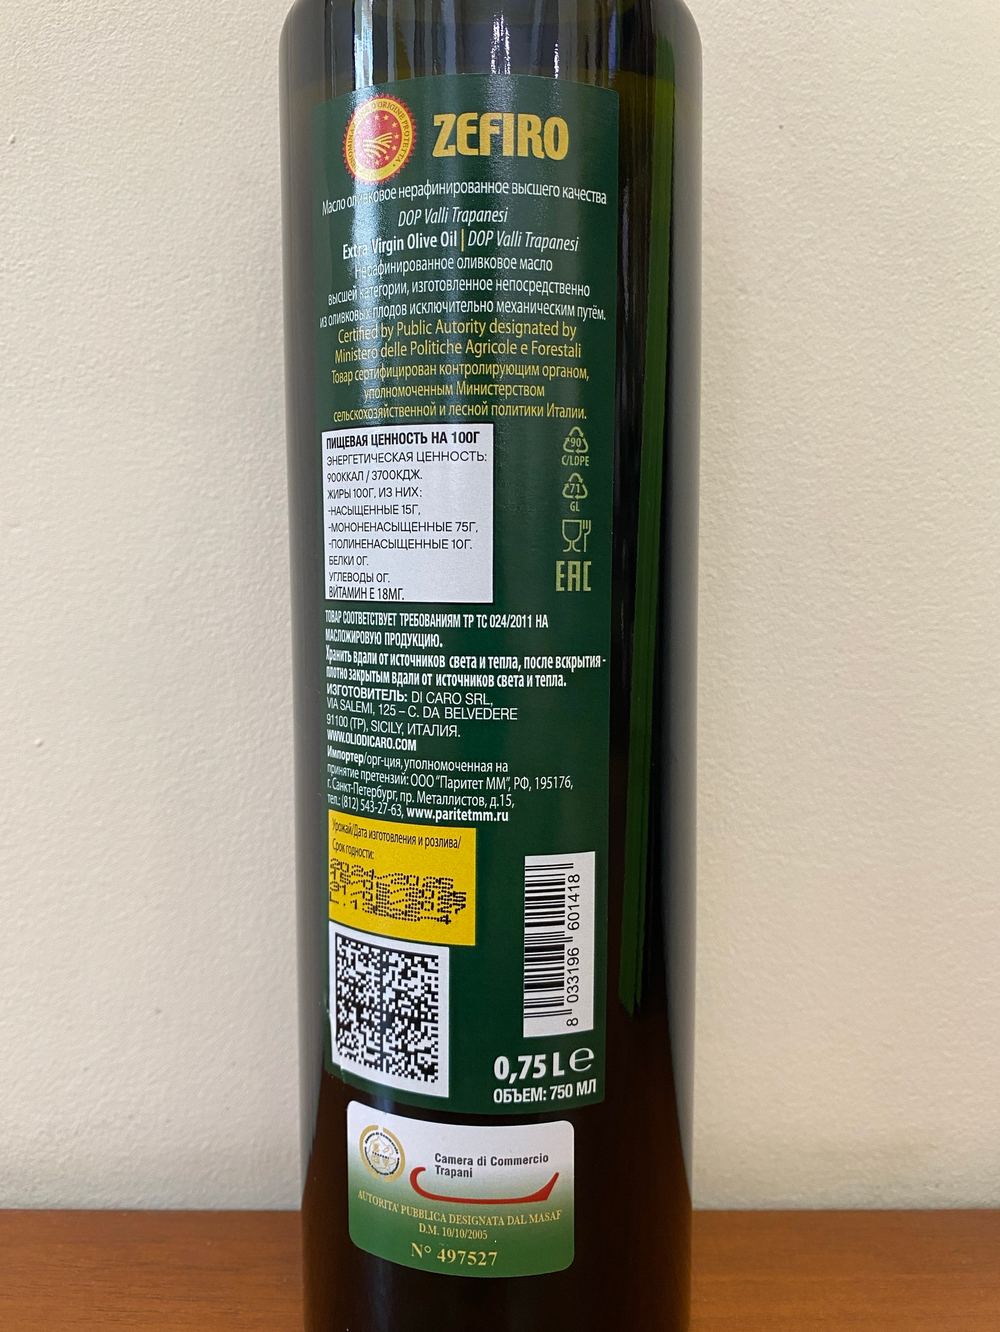 DENOMINAZIONE D'ORIGINE PROTETTA
ZEFIRO
Масло оливковое нерафинированное высшего качества
DOP Valli Trapanesi
Extra Virgin Olive Oil | DOP Valli Trapanesi
Нерафинированное оливковое масло
высшей категории, изготовленное непосредственно
из оливковых плодов исключительно механическим путём.
Certified by Public Autority designated by
Ministero delle Politiche Agricole e Forestali
Товар сертифицирован контролирующим органом,
уполномоченным Министерством
сельскохозяйственной и лесной политики Италии.
ПИЩЕВАЯ ЦЕННОСТЬ НА 100Г
ЭНЕРГЕТИЧЕСКАЯ ЦЕННОСТЬ:
900ККАЛ / 3700КДЖ.
ЖИРЫ 100Г, ИЗ НИХ:
-НАСЫЩЕННЫЕ 15Г,
-МОНОНЕНАСЫЩЕННЫЕ 75Г,
-ПОЛИНЕНАСЫЩЕННЫЕ 10Г.
БЕЛКИ 0Г.
УГЛЕВОДЫ 0Г.
ВИТАМИН Е 18МГ.
90
C/LDPE
71
GL
EAC
ТОВАР СООТВЕТСТВУЕТ ТРЕБОВАНИЯМ ТР ТС 024/2011 НА
МАСЛОЖИРОВУЮ ПРОДУКЦИЮ.
Хранить вдали от источников света и тепла, после вскрытия -
плотно закрытым вдали от источников света и тепла.
ИЗГОТОВИТЕЛЬ: DI CARO SRL,
VIA SALEMI, 125 – C. DA BELVEDERE
91100 (TP), SICILY, ИТАЛИЯ.
WWW.OLIODICARO.COM
Импортер/орг-ция, уполномоченная на
принятие претензий: ООО "Паритет ММ", РФ, 195176,
г. Санкт-Петербург, пр. Металлистов, д.15,
тел.: (812) 543-27-63, www.paritetmm.ru
Урожай/Дата изготовления и розлива/
Срок годности:
2024/2025
8 033196 601418
0,75 L e
ОБЪЕМ: 750 МЛ
Camera di Commercio
Trapani
AUTORITA' PUBBLICA DESIGNATA DAL MASAF
D.M. 10/10/2005
N° 497527